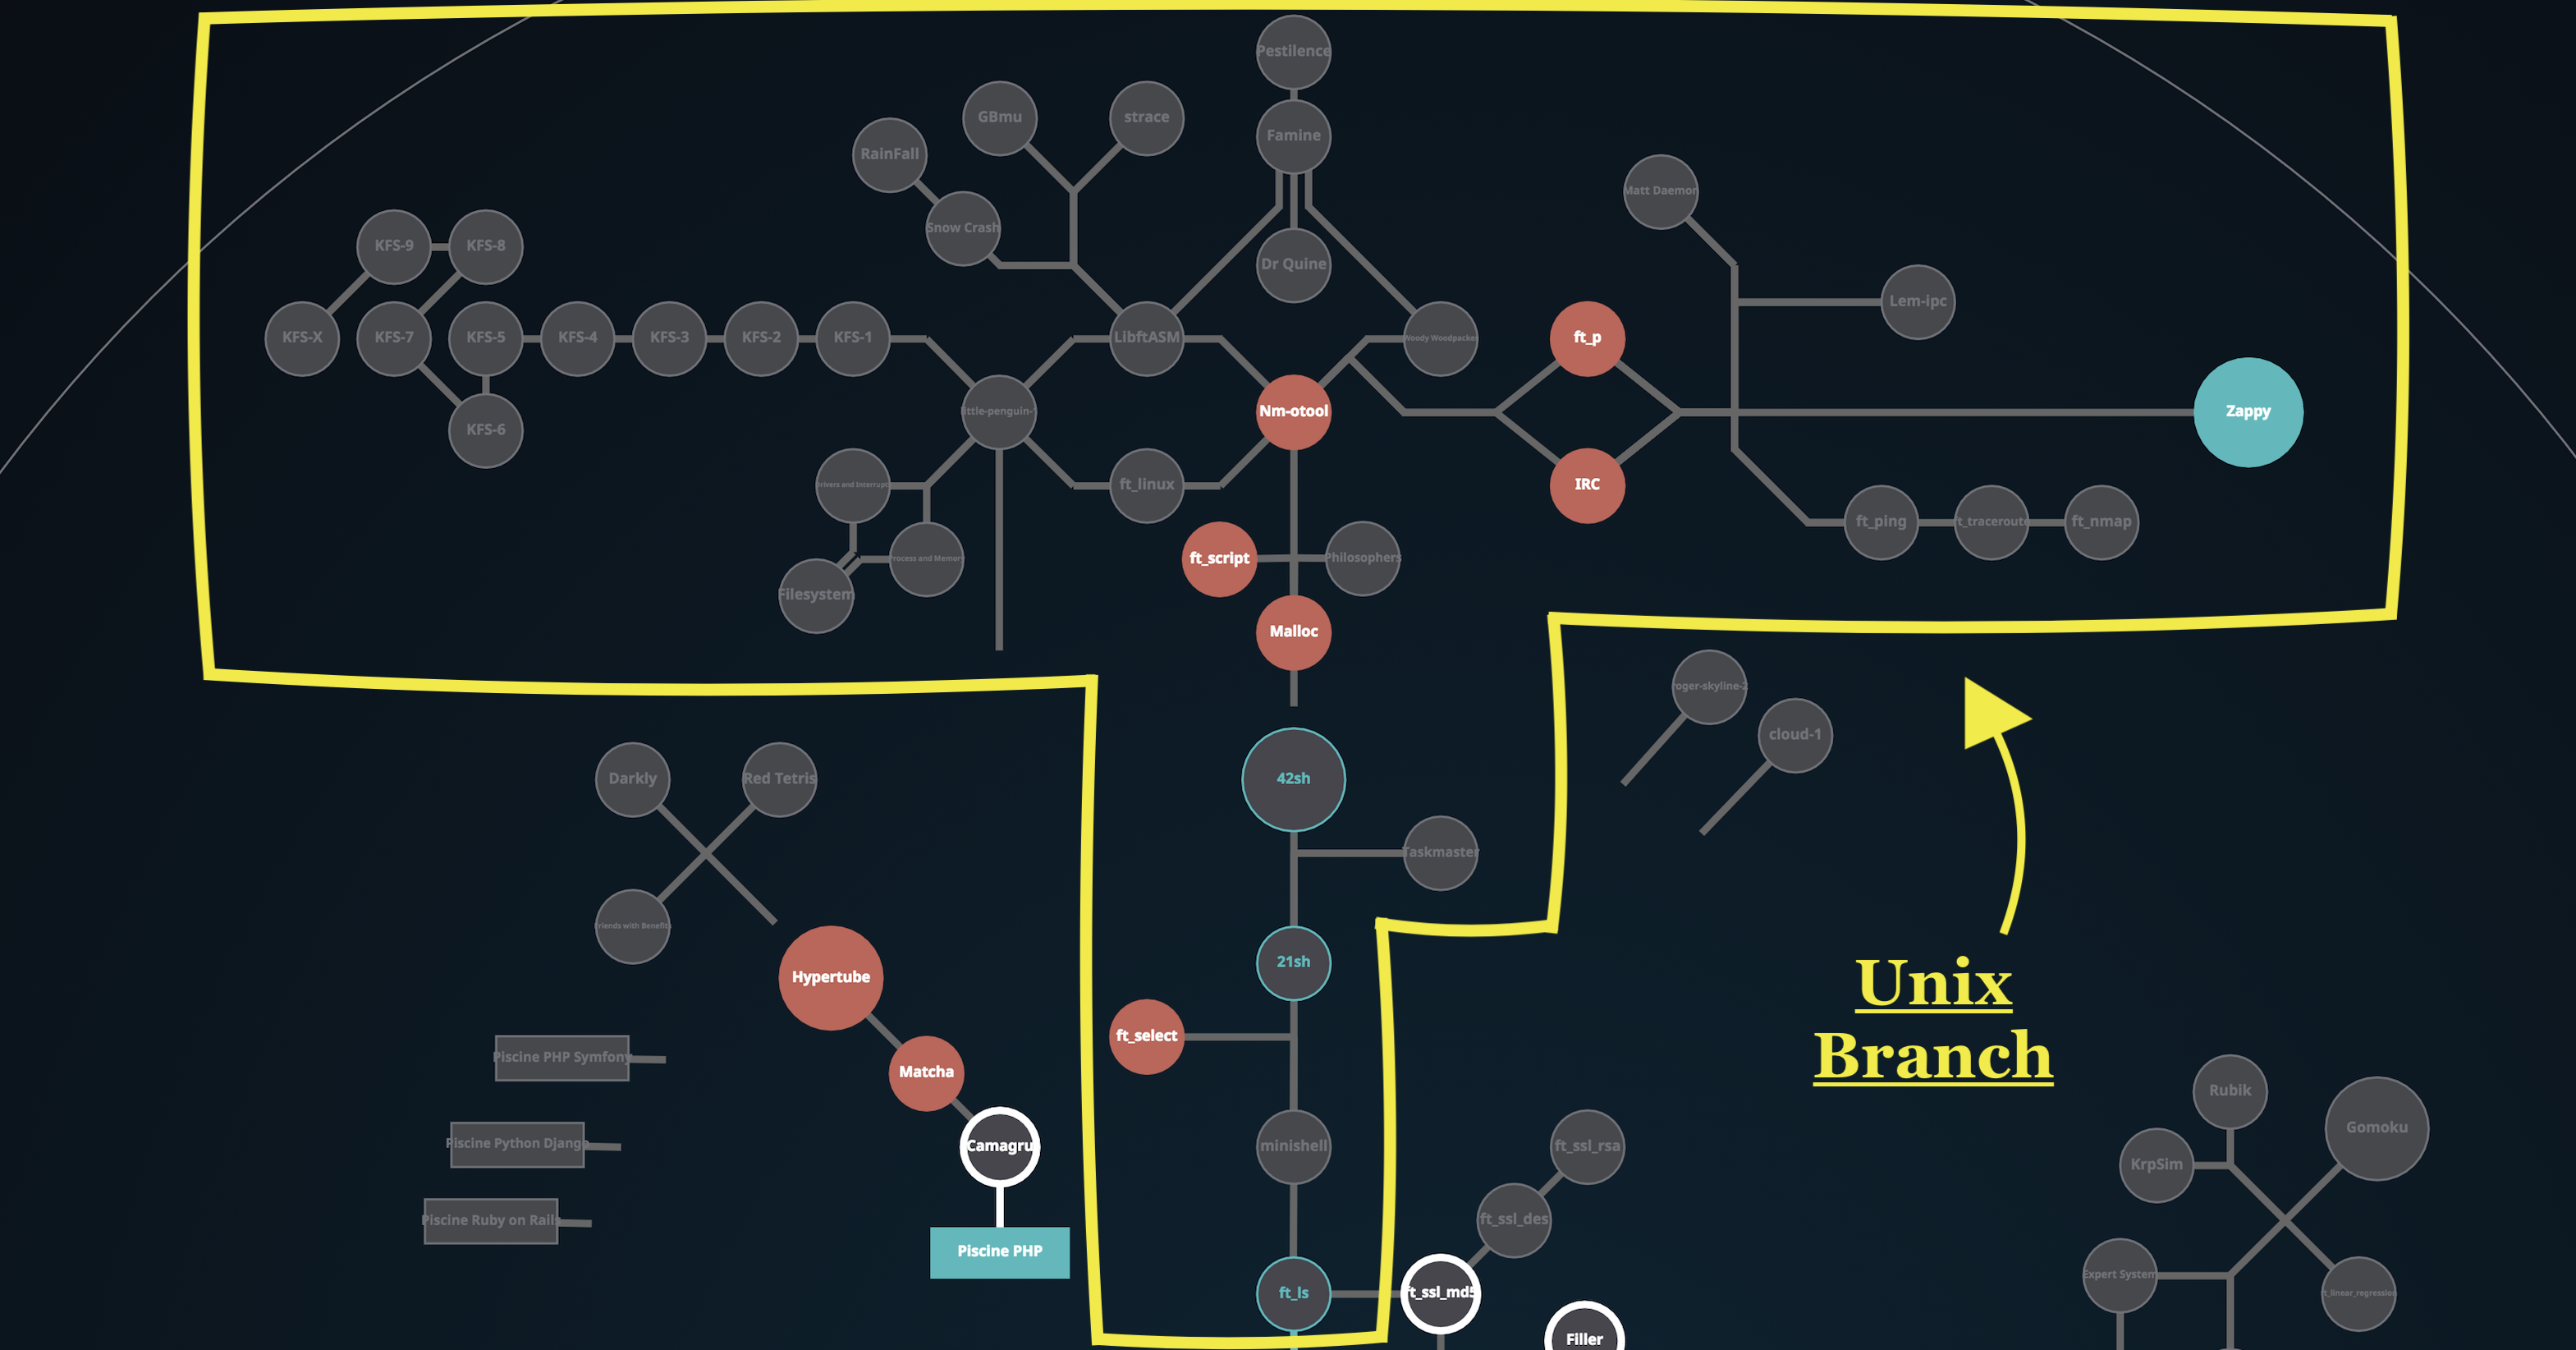 Pestilence
GBmu
strace
Famine
RainFall
Matt Daemon
Snow Crash
KFS-9
KFS-8
Dr Quine
Lem-ipc
KFS-X
KFS-7
KFS-5
KFS-4
KFS-3
KFS-2
KFS-1
LibftASM
Woody Woodpacker
ft_p
little-penguin-1
Nm-otool
Zappy
KFS-6
Drivers and Interrupts
ft_linux
IRC
ft_ping
ft_traceroute
ft_nmap
ft_script
Philosophers
Process and Memory
Filesystem
Malloc
roger-skyline-2
cloud-1
Darkly
Red Tetris
42sh
Taskmaster
Friends with Benefits
21sh
Hypertube
Unix
Branch
ft_select
Piscine PHP Symfony
Matcha
Rubik
Gomoku
Piscine Python Django
Camagru
minishell
ft_ssl_rsa
KrpSim
Piscine Ruby on Rails
ft_ssl_des
Piscine PHP
Expert System
ft_ls
ft_ssl_md5
ft_linear_regression
Filler